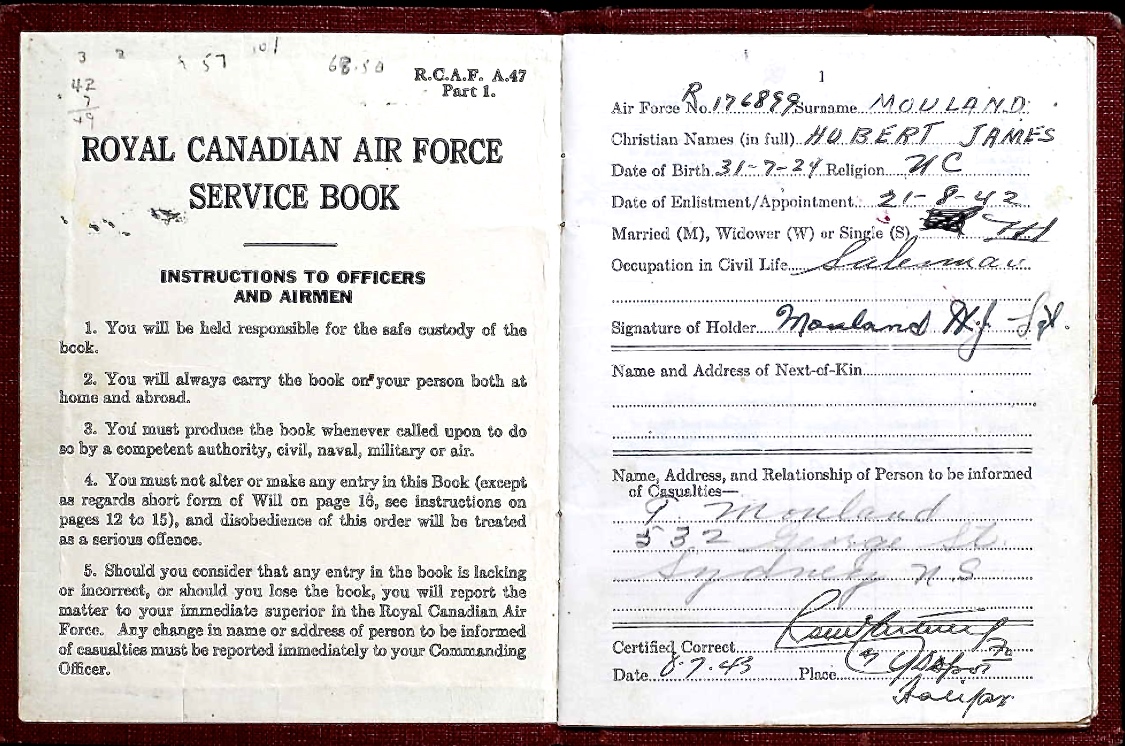 3 2 57 101 68.50
42
7
49
R.C.A.F. A.47
Part 1.
ROYAL CANADIAN AIR FORCE
SERVICE BOOK
INSTRUCTIONS TO OFFICERS
AND AIRMEN
1. You will be held responsible for the safe custody of the
book.
2. You will always carry the book on your person both at
home and abroad.
3. You must produce the book whenever called upon to do
so by a competent authority, civil, naval, military or air.
4. You must not alter or make any entry in this Book (except
as regards short form of Will on page 16, see instructions on
pages 12 to 15), and disobedience of this order will be treated
as a serious offence.
5. Should you consider that any entry in the book is lacking
or incorrect, or should you lose the book, you will report the
matter to your immediate superior in the Royal Canadian Air
Force. Any change in name or address of person to be informed
of casualties must be reported immediately to your Commanding
Officer.
1
Air Force No. R176899 Surname MOULAND
Christian Names (in full) HUBERT JAMES
Date of Birth 31-7-24 Religion UC
Date of Enlistment/Appointment 21-8-42
Married (M), Widower (W) or Single (S)
Occupation in Civil Life Salesman
Signature of Holder Mouland H.J. Sgt.
Name and Address of Next-of-Kin
Name, Address, and Relationship of Person to be informed
of Casualties—
T. Mouland
532 George St.
Sydney N.S
Certified Correct
Date 8.7.43 Place "Y" Depot
Halifax